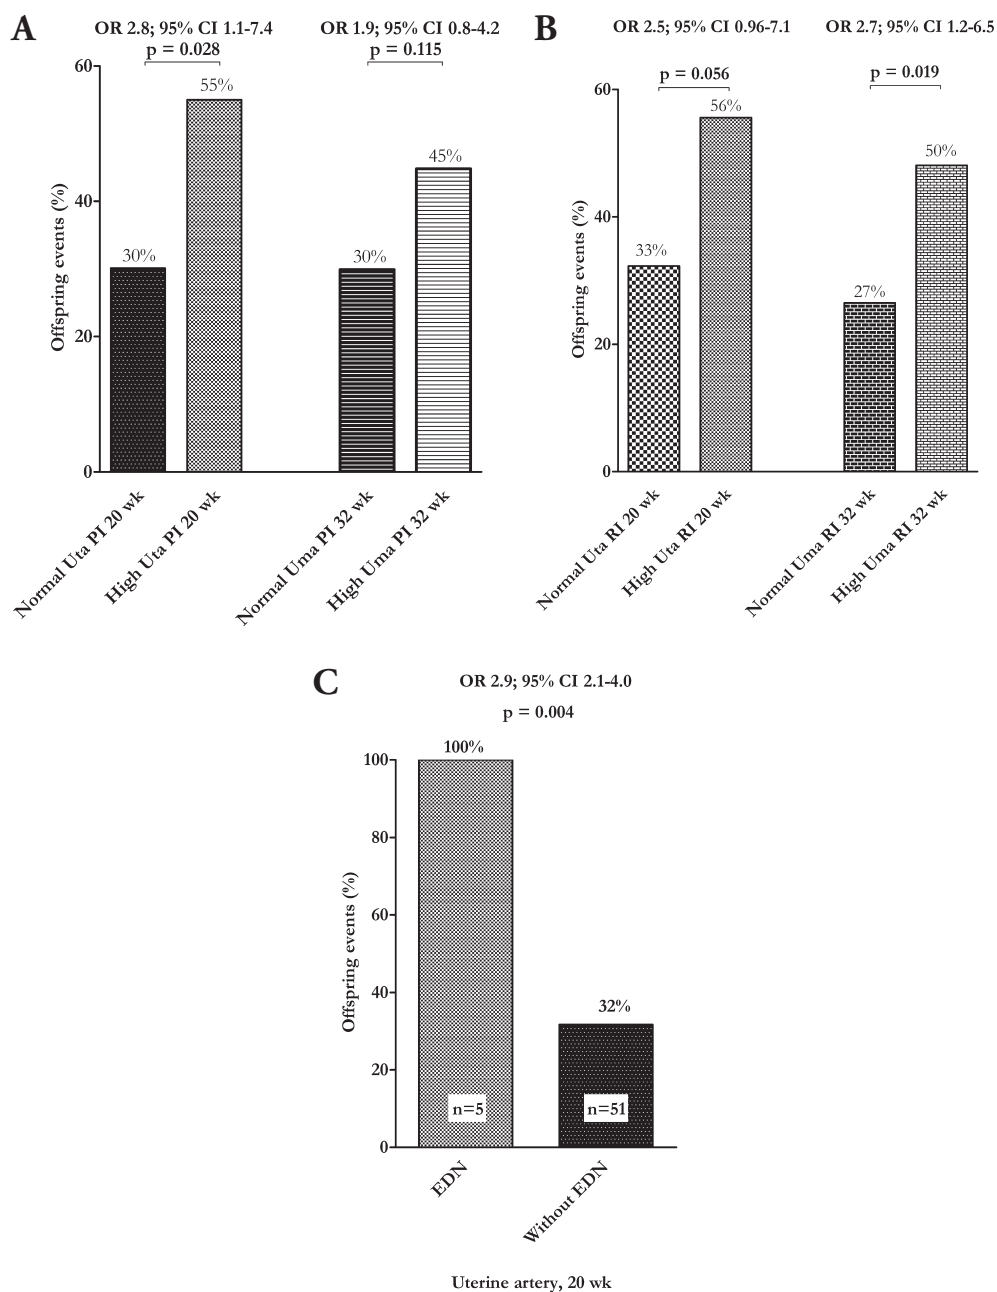 A
OR 2.8; 95% CI 1.1-7.4
p = 0.028
OR 1.9; 95% CI 0.8-4.2
p = 0.115
Offspring events (%)
60
40
20
0
55%
30%
45%
30%
Normal Uta PI 20 wk
High Uta PI 20 wk
Normal Uma PI 32 wk
High Uma PI 32 wk
B
OR 2.5; 95% CI 0.96-7.1
p = 0.056
OR 2.7; 95% CI 1.2-6.5
p = 0.019
Offspring events (%)
60
40
20
0
33%
56%
27%
50%
Normal Uta RI 20 wk
High Uta RI 20 wk
Normal Uma RI 32 wk
High Uma RI 32 wk
C
OR 2.9; 95% CI 2.1-4.0
p = 0.004
Offspring events (%)
100
80
60
40
20
0
100%
32%
n=5
n=51
EDN
Without EDN
Uterine artery, 20 wk